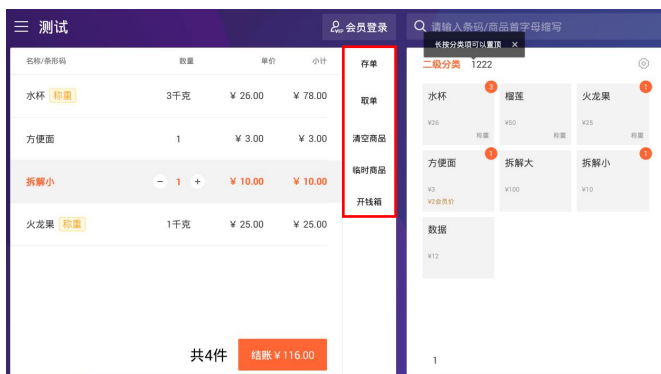 测试
会员登录
请输入条码/商品首字母缩写
长按分类项可以置顶 ×
名称/条形码 数量 单价 小计
水杯 称重 3千克 ¥ 26.00 ¥ 78.00
方便面 1 ¥ 3.00 ¥ 3.00
拆解小 − 1 + ¥ 10.00 ¥ 10.00
火龙果 称重 1千克 ¥ 25.00 ¥ 25.00
共4件 结账 ¥ 116.00
存单
取单
清空商品
临时商品
开钱箱
二级分类 1222
水杯 3
¥26 称重
榴莲
¥50 称重
火龙果 1
¥25 称重
方便面 1
¥3
¥2会员价
拆解大
¥100
拆解小 1
¥10
数据
¥12
1